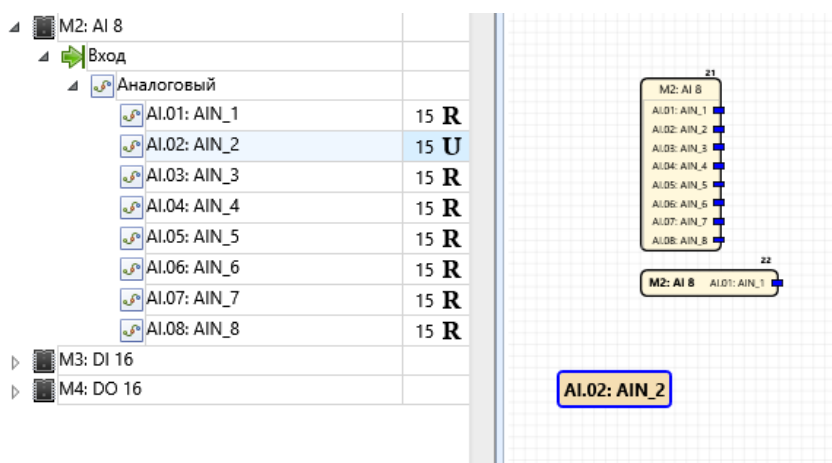 M2: AI 8
Вход
Аналоговый
AI.01: AIN_1 15 R
AI.02: AIN_2 15 U
AI.03: AIN_3 15 R
AI.04: AIN_4 15 R
AI.05: AIN_5 15 R
AI.06: AIN_6 15 R
AI.07: AIN_7 15 R
AI.08: AIN_8 15 R
M3: DI 16
M4: DO 16
21
M2: AI 8
AI.01: AIN_1
AI.02: AIN_2
AI.03: AIN_3
AI.04: AIN_4
AI.05: AIN_5
AI.06: AIN_6
AI.07: AIN_7
AI.08: AIN_8
22
M2: AI 8 AI.01: AIN_1
AI.02: AIN_2